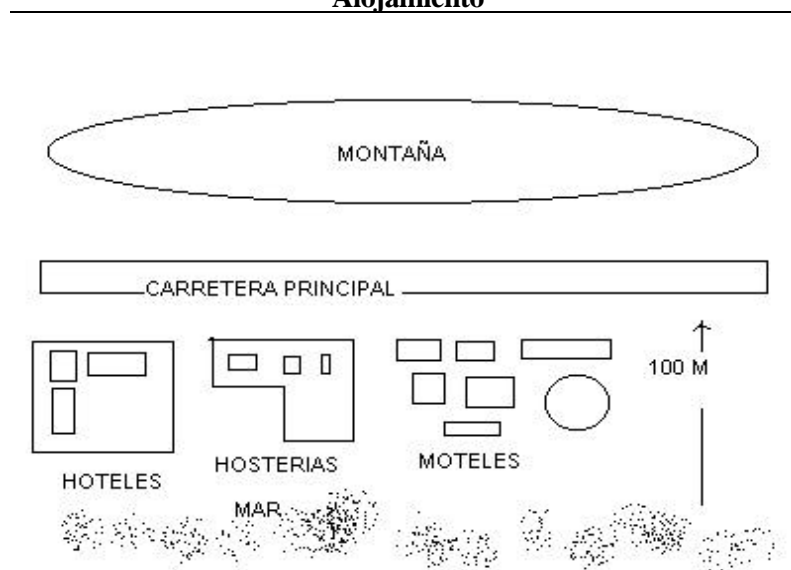 Alojamiento
MONTAÑA
CARRETERA PRINCIPAL
100 M
HOTELES
HOSTERIAS
MOTELES
MAR